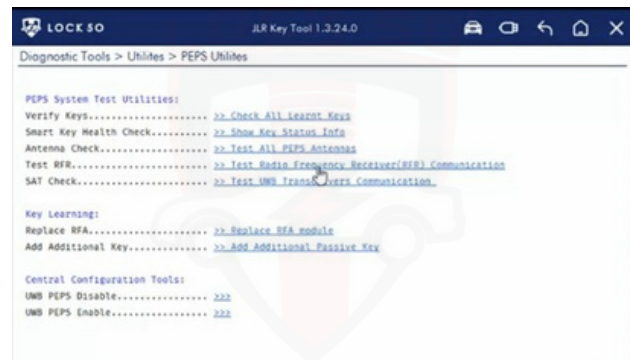 LOCK 50
JLR Key Tool 1.3.24.0
Diagnostic Tools > Utilites > PEPS Utilites
PEPS System Test Utilities:
Verify Keys...................... >> Check All Learnt Keys
Smart Key Health Check.......... >> Show Key Status Info
Antenna Check.................... >> Test All PEPS Antennas
Test RFR......................... >> Test Radio Frequency Receiver(RFR) Communication
SAT Check........................ >> Test UWB Transceivers Communication
Key Learning:
Replace RFA...................... >> Replace RFA module
Add Additional Key.............. >> Add Additional Passive Key
Central Configuration Tools:
UWB PEPS Disable................ >>>
UWB PEPS Enable................. >>>